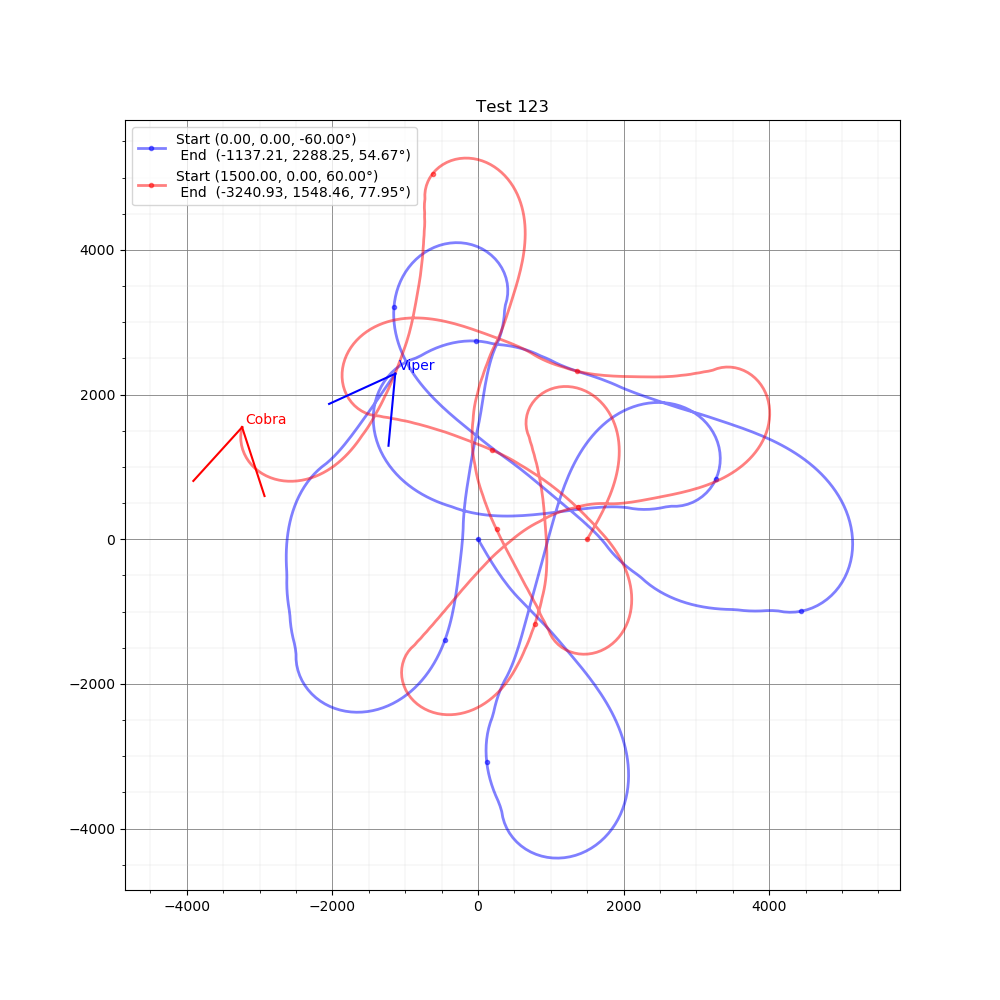 Test 123
Start (0.00, 0.00, -60.00°)
End  (-1137.21, 2288.25, 54.67°)
Start (1500.00, 0.00, 60.00°)
End  (-3240.93, 1548.46, 77.95°)
4000
Viper
2000
Cobra
0
−2000
−4000
−4000 −2000 0 2000 4000